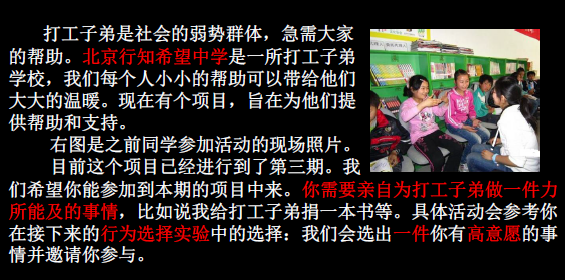 打工子弟是社会的弱势群体，急需大家
的帮助。北京行知希望中学是一所打工子弟
学校，我们每个人小小的帮助可以带给他们
大大的温暖。现在有个项目，旨在为他们提
供帮助和支持。
右图是之前同学参加活动的现场照片。
目前这个项目已经进行到了第三期。我
们希望你能参加到本期的项目中来。你需要亲自为打工子弟做一件力
所能及的事情，比如说我给打工子弟捐一本书等。具体活动会参考你
在接下来的行为选择实验中的选择：我们会选出一件你有高意愿的事
情并邀请你参与。